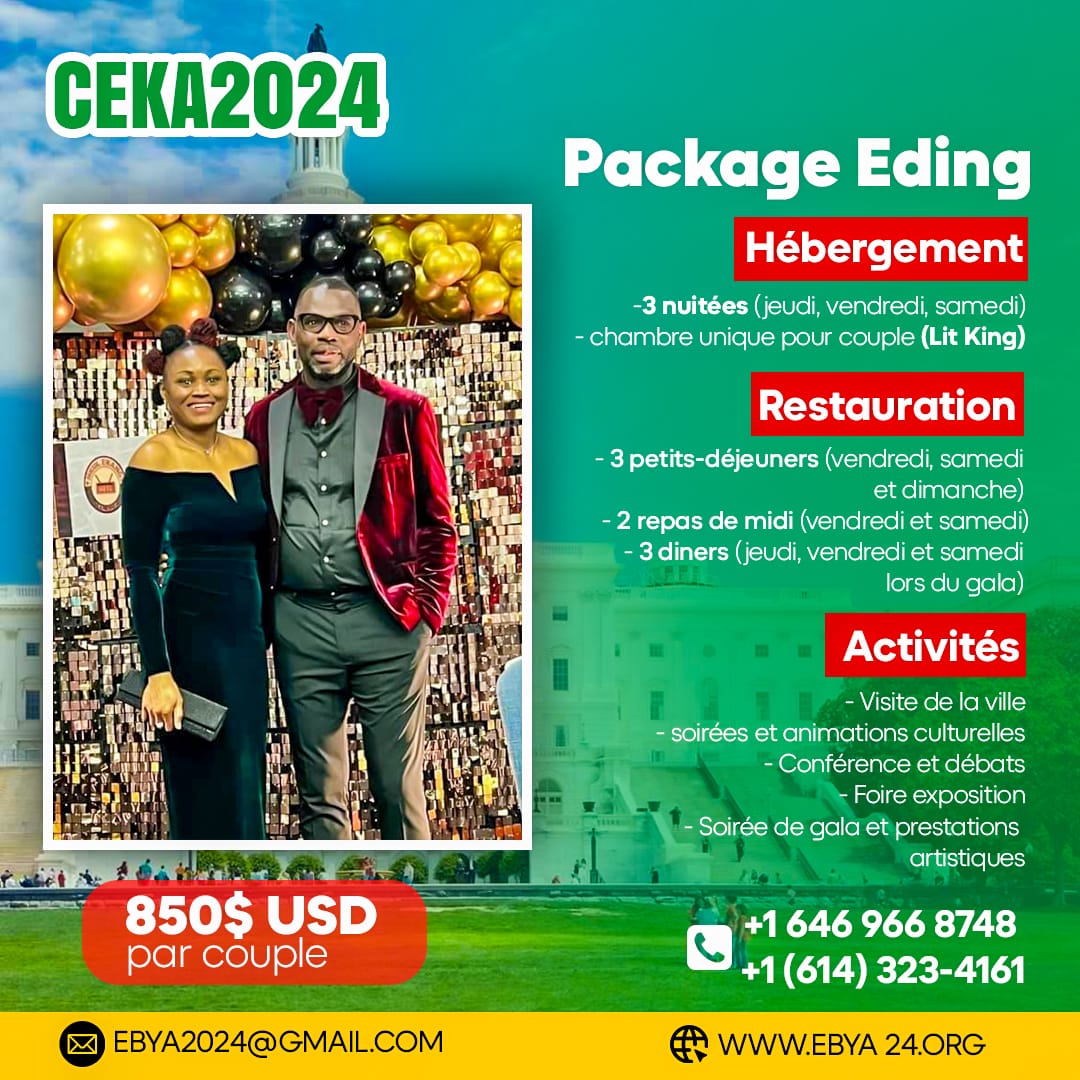 CEKA2024
Package Eding
Hébergement
-3 nuitées (jeudi, vendredi, samedi)
- chambre unique pour couple (Lit King)
Restauration
- 3 petits-déjeuners (vendredi, samedi
et dimanche)
- 2 repas de midi (vendredi et samedi)
- 3 diners (jeudi, vendredi et samedi
lors du gala)
Activités
- Visite de la ville
- soirées et animations culturelles
- Conférence et débats
- Foire exposition
- Soirée de gala et prestations
artistiques
850$ USD
par couple
+1 646 966 8748
+1 (614) 323-4161
EBYA2024@GMAIL.COM
WWW.EBYA 24.ORG